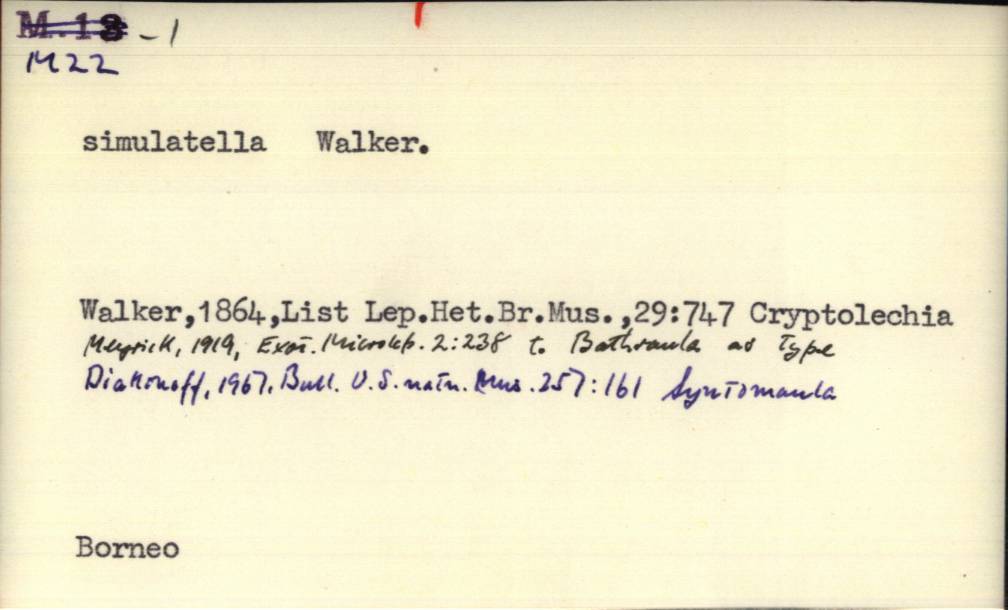 M.18 - 1
M22
simulatella Walker.
Walker,1864,List Lep.Het.Br.Mus.,29:747 Cryptolechia
Meyrick, 1919, Exot. Microlep. 2:238 to Bathraula as Type
Diakonoff, 1967. Bull. U.S. natn. Mus. 257:161 Syntomaula
Borneo